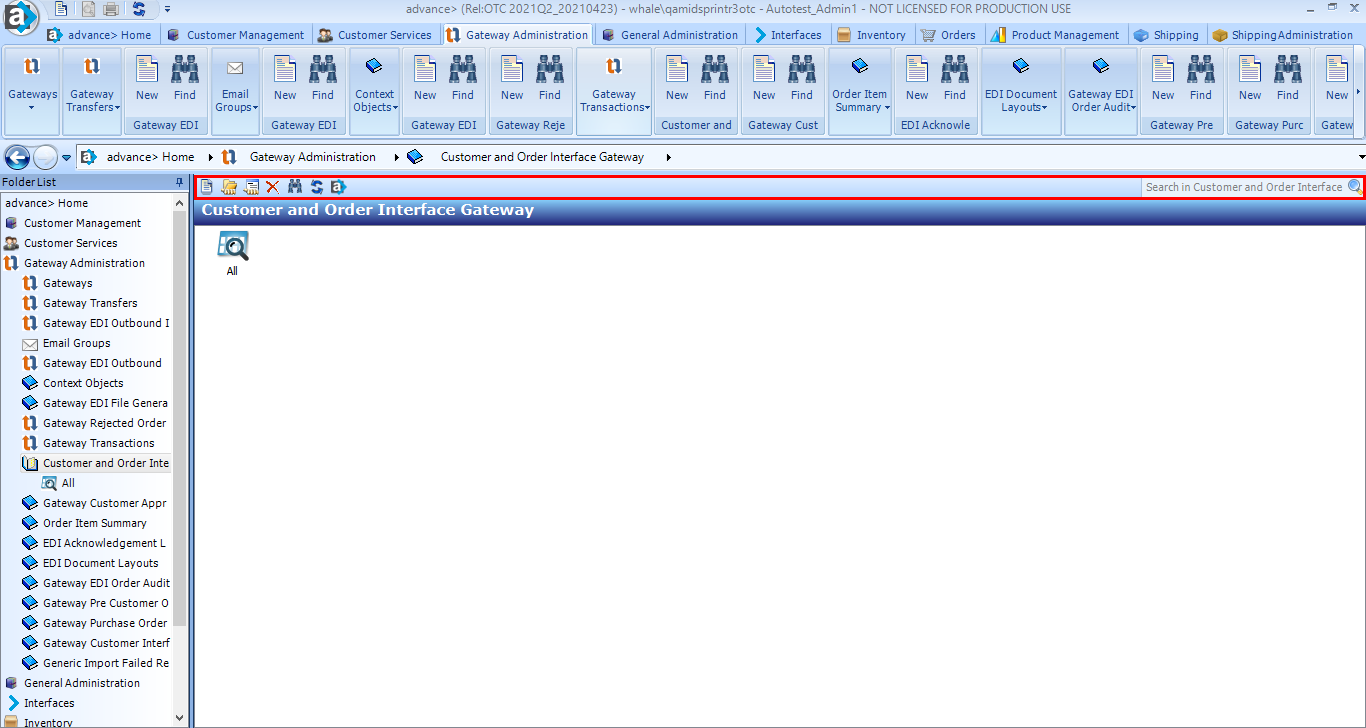 advance> (Rel:OTC 2021Q2_20210423) - whale\qamidsprintr3otc - Autotest_Admin1 - NOT LICENSED FOR PRODUCTION USE
advance> Home Customer Management Customer Services Gateway Administration General Administration Interfaces Inventory Orders Product Management Shipping Shipping Administration
Gateways
Gateway Transfers
New Find
Gateway EDI
Email Groups
New Find
Gateway EDI
Context Objects
New Find
Gateway EDI
New Find
Gateway Reje
Gateway Transactions
New Find
Customer and
New Find
Gateway Cust
Order Item Summary
New Find
EDI Acknowle
EDI Document Layouts
Gateway EDI Order Audit
New Find
Gateway Pre
New Find
Gateway Purc
New
Gatew
advance> Home Gateway Administration Customer and Order Interface Gateway
Folder List
Search in Customer and Order Interface
Customer and Order Interface Gateway
All
advance> Home
Customer Management
Customer Services
Gateway Administration
Gateways
Gateway Transfers
Gateway EDI Outbound I
Email Groups
Gateway EDI Outbound
Context Objects
Gateway EDI File Genera
Gateway Rejected Order
Gateway Transactions
Customer and Order Inte
All
Gateway Customer Appr
Order Item Summary
EDI Acknowledgement L
EDI Document Layouts
Gateway EDI Order Audit
Gateway Pre Customer O
Gateway Purchase Order
Gateway Customer Interf
Generic Import Failed Re
General Administration
Interfaces
Inventory